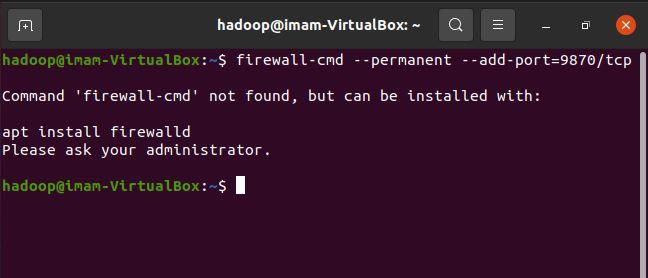 hadoop@imam-VirtualBox: ~
hadoop@imam-VirtualBox:~$ firewall-cmd --permanent --add-port=9870/tcp
Command 'firewall-cmd' not found, but can be installed with:
apt install firewalld
Please ask your administrator.
hadoop@imam-VirtualBox:~$